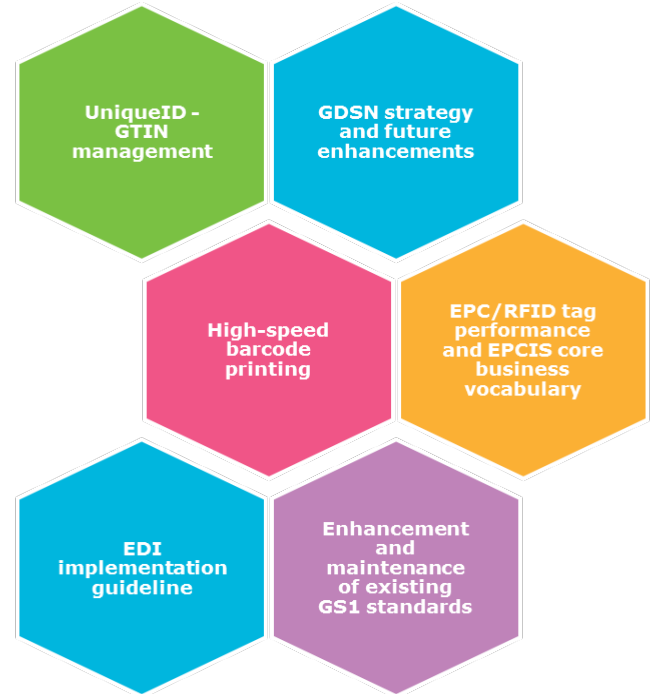 UniqueID -
GTIN
management
GDSN strategy
and future
enhancements
High-speed
barcode
printing
EPC/RFID tag
performance
and EPCIS core
business
vocabulary
EDI
implementation
guideline
Enhancement
and
maintenance
of existing
GS1 standards